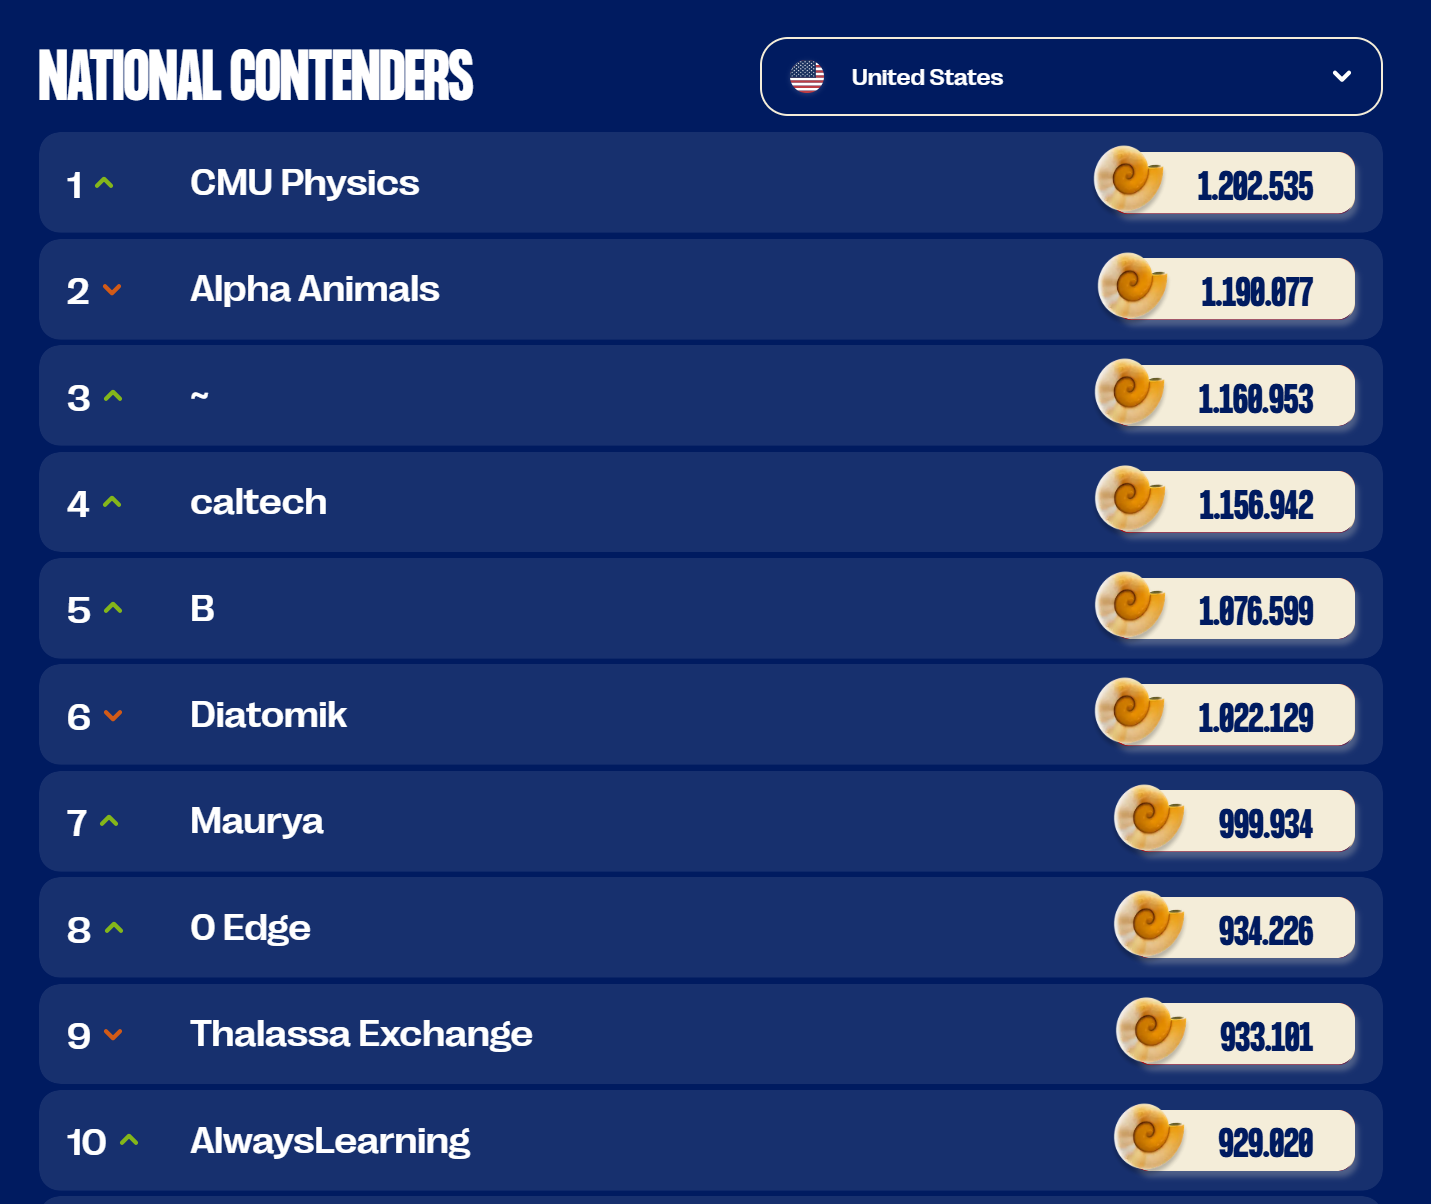 NATIONAL CONTENDERS
United States
1 CMU Physics 1.202.535
2 Alpha Animals 1.190.077
3 ~ 1.160.953
4 caltech 1.156.942
5 B 1.076.599
6 Diatomik 1.022.129
7 Maurya 999.934
8 0 Edge 934.226
9 Thalassa Exchange 933.101
10 AlwaysLearning 929.020